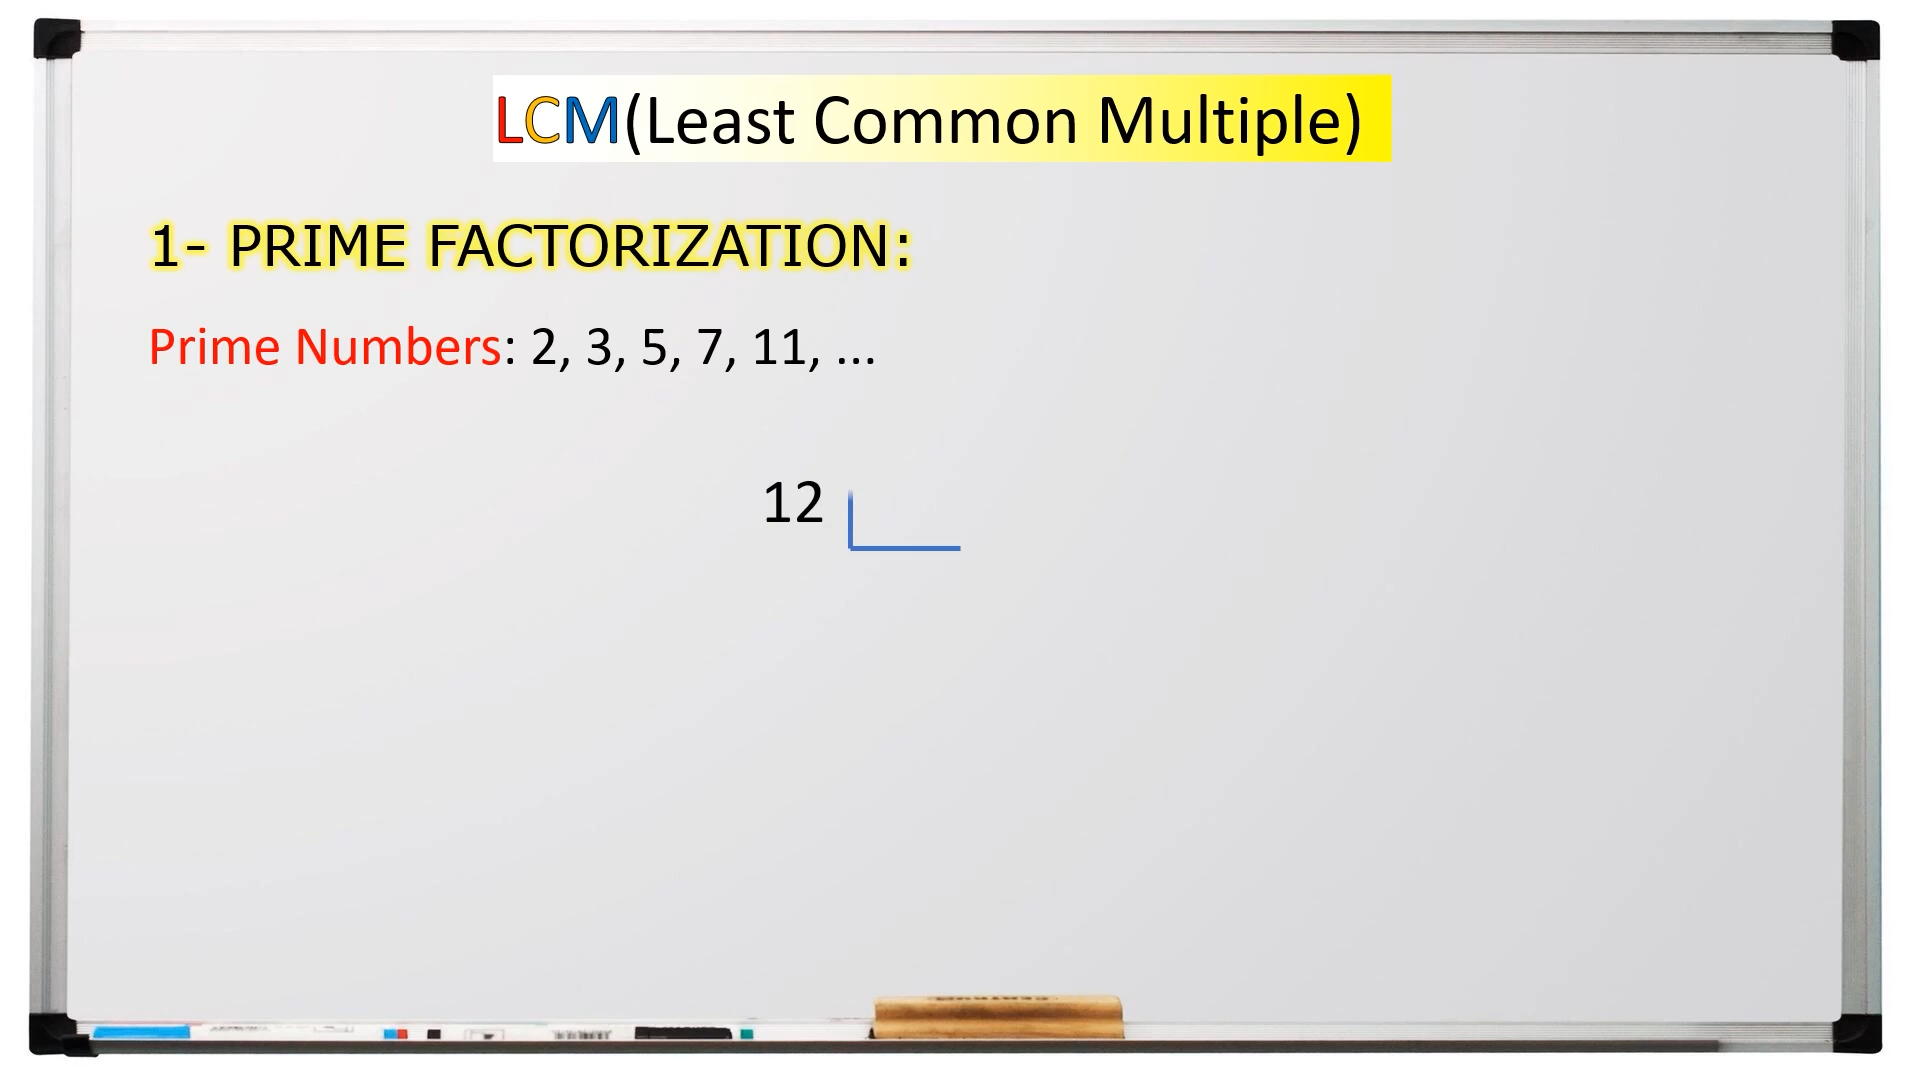 LCM(Least Common Multiple)
1- PRIME FACTORIZATION:
Prime Numbers: 2, 3, 5, 7, 11, ...
12